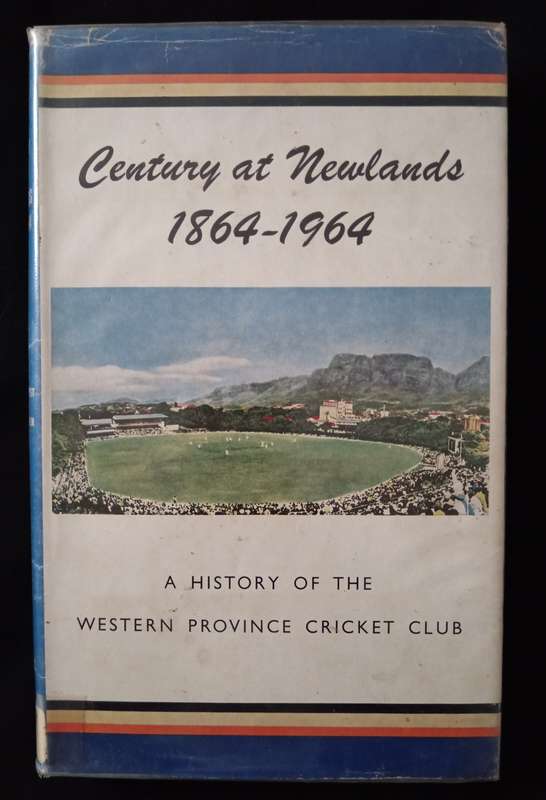 Century at Newlands
1864-1964
A HISTORY OF THE
WESTERN PROVINCE CRICKET CLUB